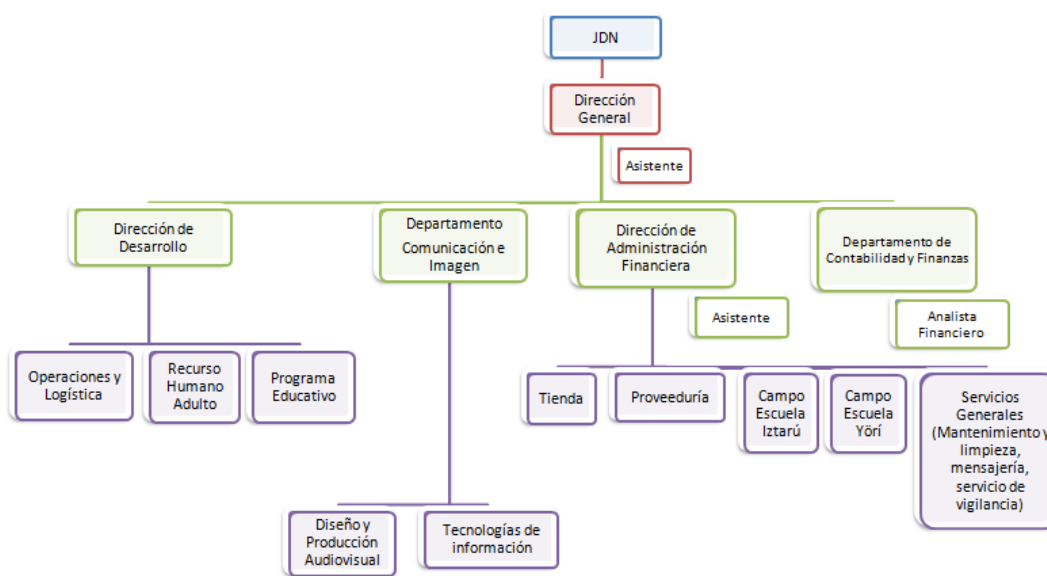 JDN
Dirección
General
Asistente
Dirección de
Desarrollo
Departamento
Comunicación e
Imagen
Dirección de
Administración
Financiera
Departamento de
Contabilidad y Finanzas
Asistente
Analista
Financiero
Operaciones y
Logística
Recurso
Humano
Adulto
Programa
Educativo
Tienda
Proveeduría
Campo
Escuela
Iztarú
Campo
Escuela
Yörí
Servicios
Generales
(Mantenimiento y
limpieza,
mensajería,
servicio de
vigilancia)
Diseño y
Producción
Audiovisual
Tecnologías de
información